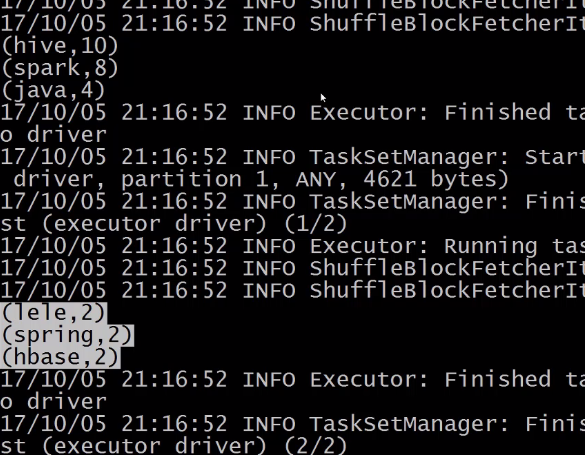 17/10/05 21:16:52 INFO ShuffleBlockFetcherIt
17/10/05 21:16:52 INFO ShuffleBlockFetcherIt
(hive,10)
(spark,8)
(java,4)
17/10/05 21:16:52 INFO Executor: Finished ta
o driver
17/10/05 21:16:52 INFO TaskSetManager: Start
 driver, partition 1, ANY, 4621 bytes)
17/10/05 21:16:52 INFO TaskSetManager: Finis
st (executor driver) (1/2)
17/10/05 21:16:52 INFO Executor: Running tas
17/10/05 21:16:52 INFO ShuffleBlockFetcherIt
17/10/05 21:16:52 INFO ShuffleBlockFetcherIt
(lele,2)
(spring,2)
(hbase,2)
17/10/05 21:16:52 INFO Executor: Finished ta
o driver
17/10/05 21:16:52 INFO TaskSetManager: Finis
st (executor driver) (2/2)